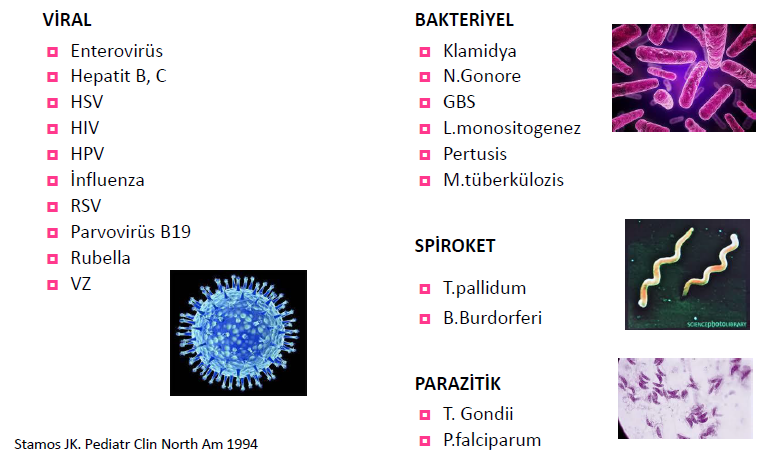 VİRAL
Enterovirüs
Hepatit B, C
HSV
HIV
HPV
İnfluenza
RSV
Parvovirüs B19
Rubella
VZ
Stamos JK. Pediatr Clin North Am 1994
BAKTERİYEL
Klamidya
N.Gonore
GBS
L.monositogenez
Pertusis
M.tüberkülozis
SPİROKET
T.pallidum
B.Burdorferi
SCIENCEphotOLIBRARY
PARAZİTİK
T. Gondii
P.falciparum